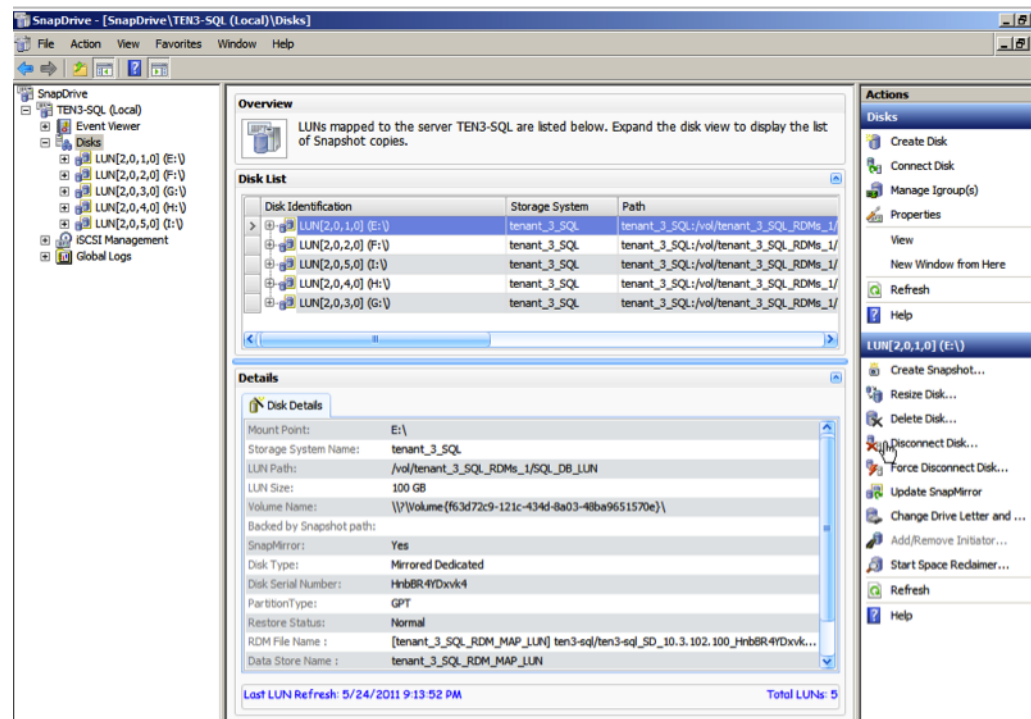 SnapDrive - [SnapDrive\TEN3-SQL (Local)\Disks]
File Action View Favorites Window Help
SnapDrive
TEN3-SQL (Local)
Event Viewer
Disks
LUN[2,0,1,0] (E:\)
LUN[2,0,2,0] (F:\)
LUN[2,0,3,0] (G:\)
LUN[2,0,4,0] (H:\)
LUN[2,0,5,0] (I:\)
iSCSI Management
Global Logs
Overview
LUNs mapped to the server TEN3-SQL are listed below. Expand the disk view to display the list
of Snapshot copies.
Disk List
Disk Identification Storage System Path
LUN[2,0,1,0] (E:\) tenant_3_SQL tenant_3_SQL:/vol/tenant_3_SQL_RDMs_1/
LUN[2,0,2,0] (F:\) tenant_3_SQL tenant_3_SQL:/vol/tenant_3_SQL_RDMs_1/
LUN[2,0,5,0] (I:\) tenant_3_SQL tenant_3_SQL:/vol/tenant_3_SQL_RDMs_1/
LUN[2,0,4,0] (H:\) tenant_3_SQL tenant_3_SQL:/vol/tenant_3_SQL_RDMs_1/
LUN[2,0,3,0] (G:\) tenant_3_SQL tenant_3_SQL:/vol/tenant_3_SQL_RDMs_1/
Details
Disk Details
Mount Point: E:\
Storage System Name: tenant_3_SQL
LUN Path: /vol/tenant_3_SQL_RDMs_1/SQL_DB_LUN
LUN Size: 100 GB
Volume Name: \\?\Volume{f63d72c9-121c-434d-8a03-48ba9651570e}\
Backed by Snapshot path:
SnapMirror: Yes
Disk Type: Mirrored Dedicated
Disk Serial Number: HnbBR4YDxvk4
PartitionType: GPT
Restore Status: Normal
RDM File Name : [tenant_3_SQL_RDM_MAP_LUN] ten3-sql/ten3-sql_SD_10.3.102.100_HnbBR4YDxvk...
Data Store Name : tenant_3_SQL_RDM_MAP_LUN
Last LUN Refresh: 5/24/2011 9:13:52 PM Total LUNs: 5
Actions
Disks
Create Disk
Connect Disk
Manage Igroup(s)
Properties
View
New Window from Here
Refresh
Help
LUN[2,0,1,0] (E:\)
Create Snapshot...
Resize Disk...
Delete Disk...
Disconnect Disk...
Force Disconnect Disk...
Update SnapMirror
Change Drive Letter and ...
Add/Remove Initiator...
Start Space Reclaimer...
Refresh
Help